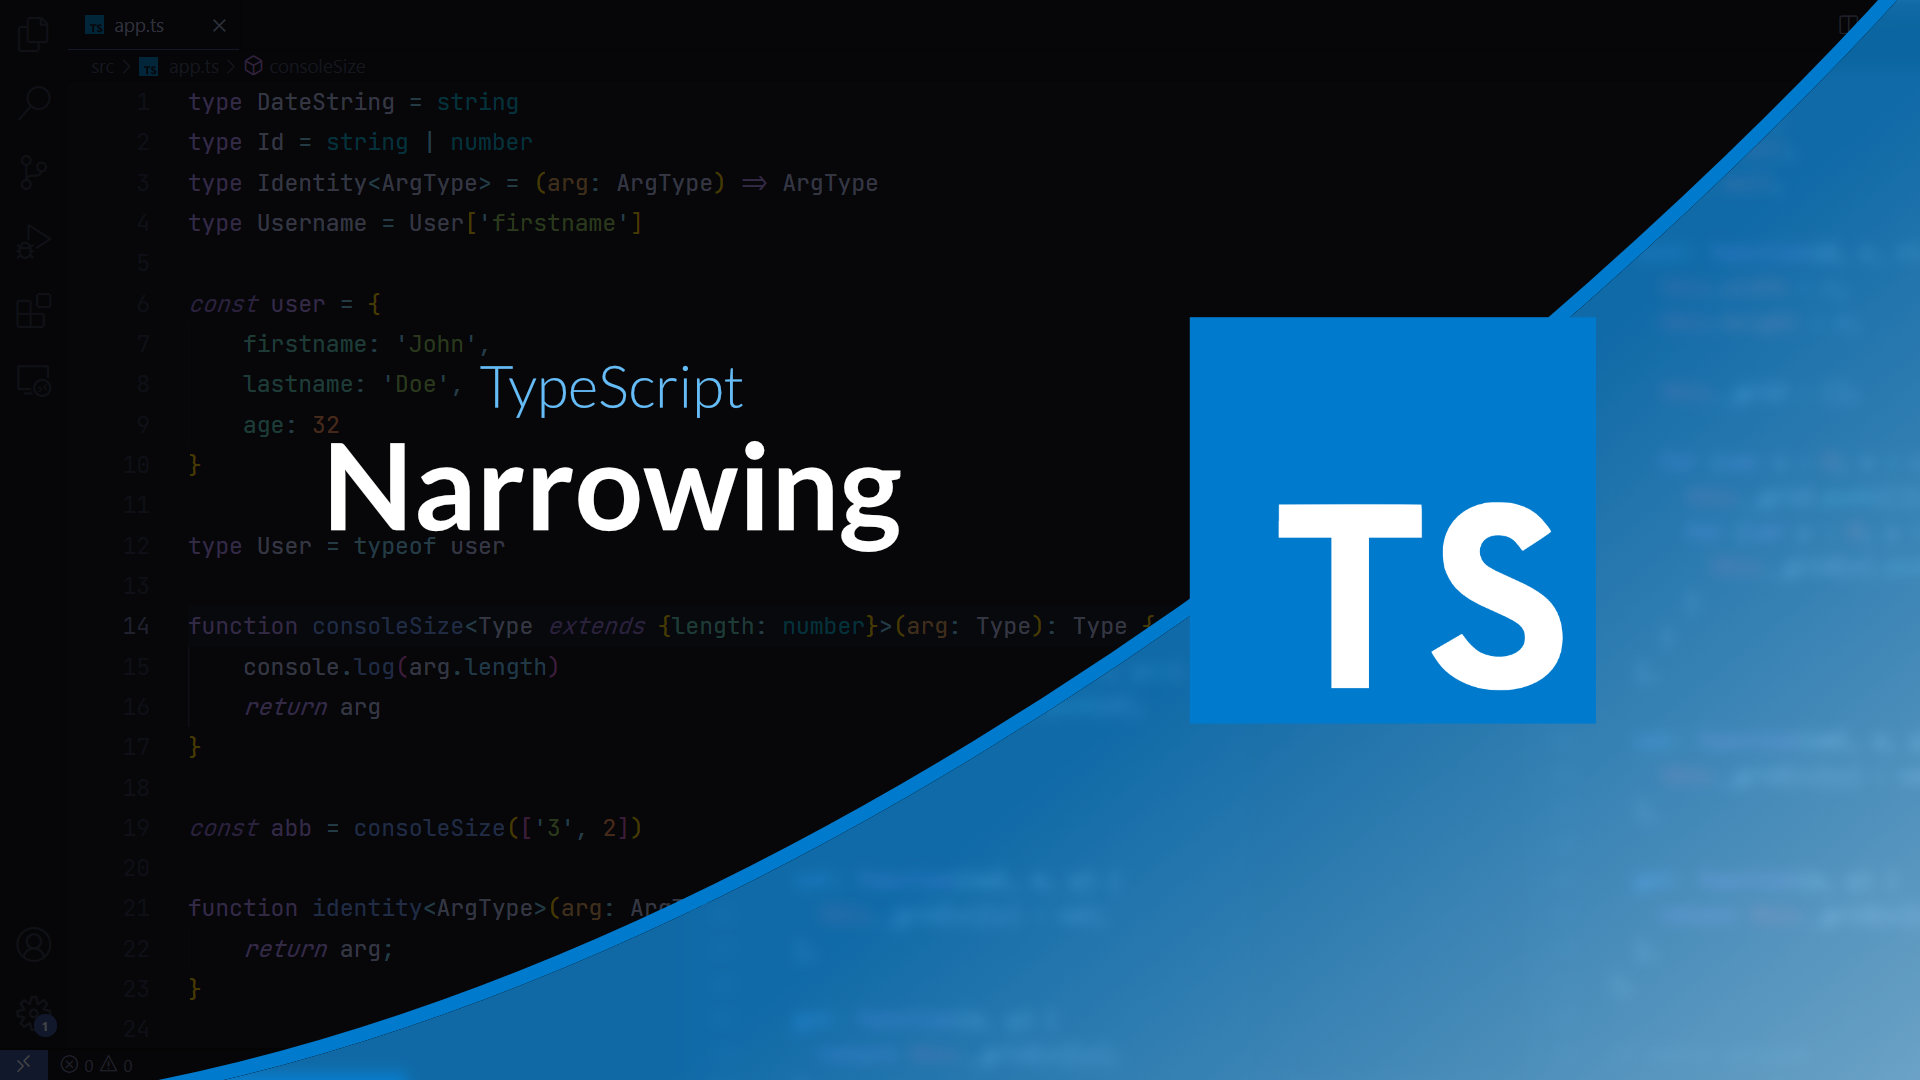 TS app.ts
src > TS app.ts > consoleSize
1 type DateString = string
2 type Id = string | number
3 type Identity<ArgType> = (arg: ArgType) => ArgType
4 type Username = User['firstname']
5
6 const user = {
7 firstname: 'John',
8 lastname: 'Doe',
TypeScript
9 age: 32
10 }
Narrowing
11
12 type User = typeof user
13
14 function consoleSize<Type extends {length: number}>(arg: Type): Type {
15 console.log(arg.length)
16 return arg
17 }
18
19 const abb = consoleSize(['3', 2])
20
21 function identity<ArgType>(arg: Arg
22 return arg;
23 }
24
1
0 0
TS